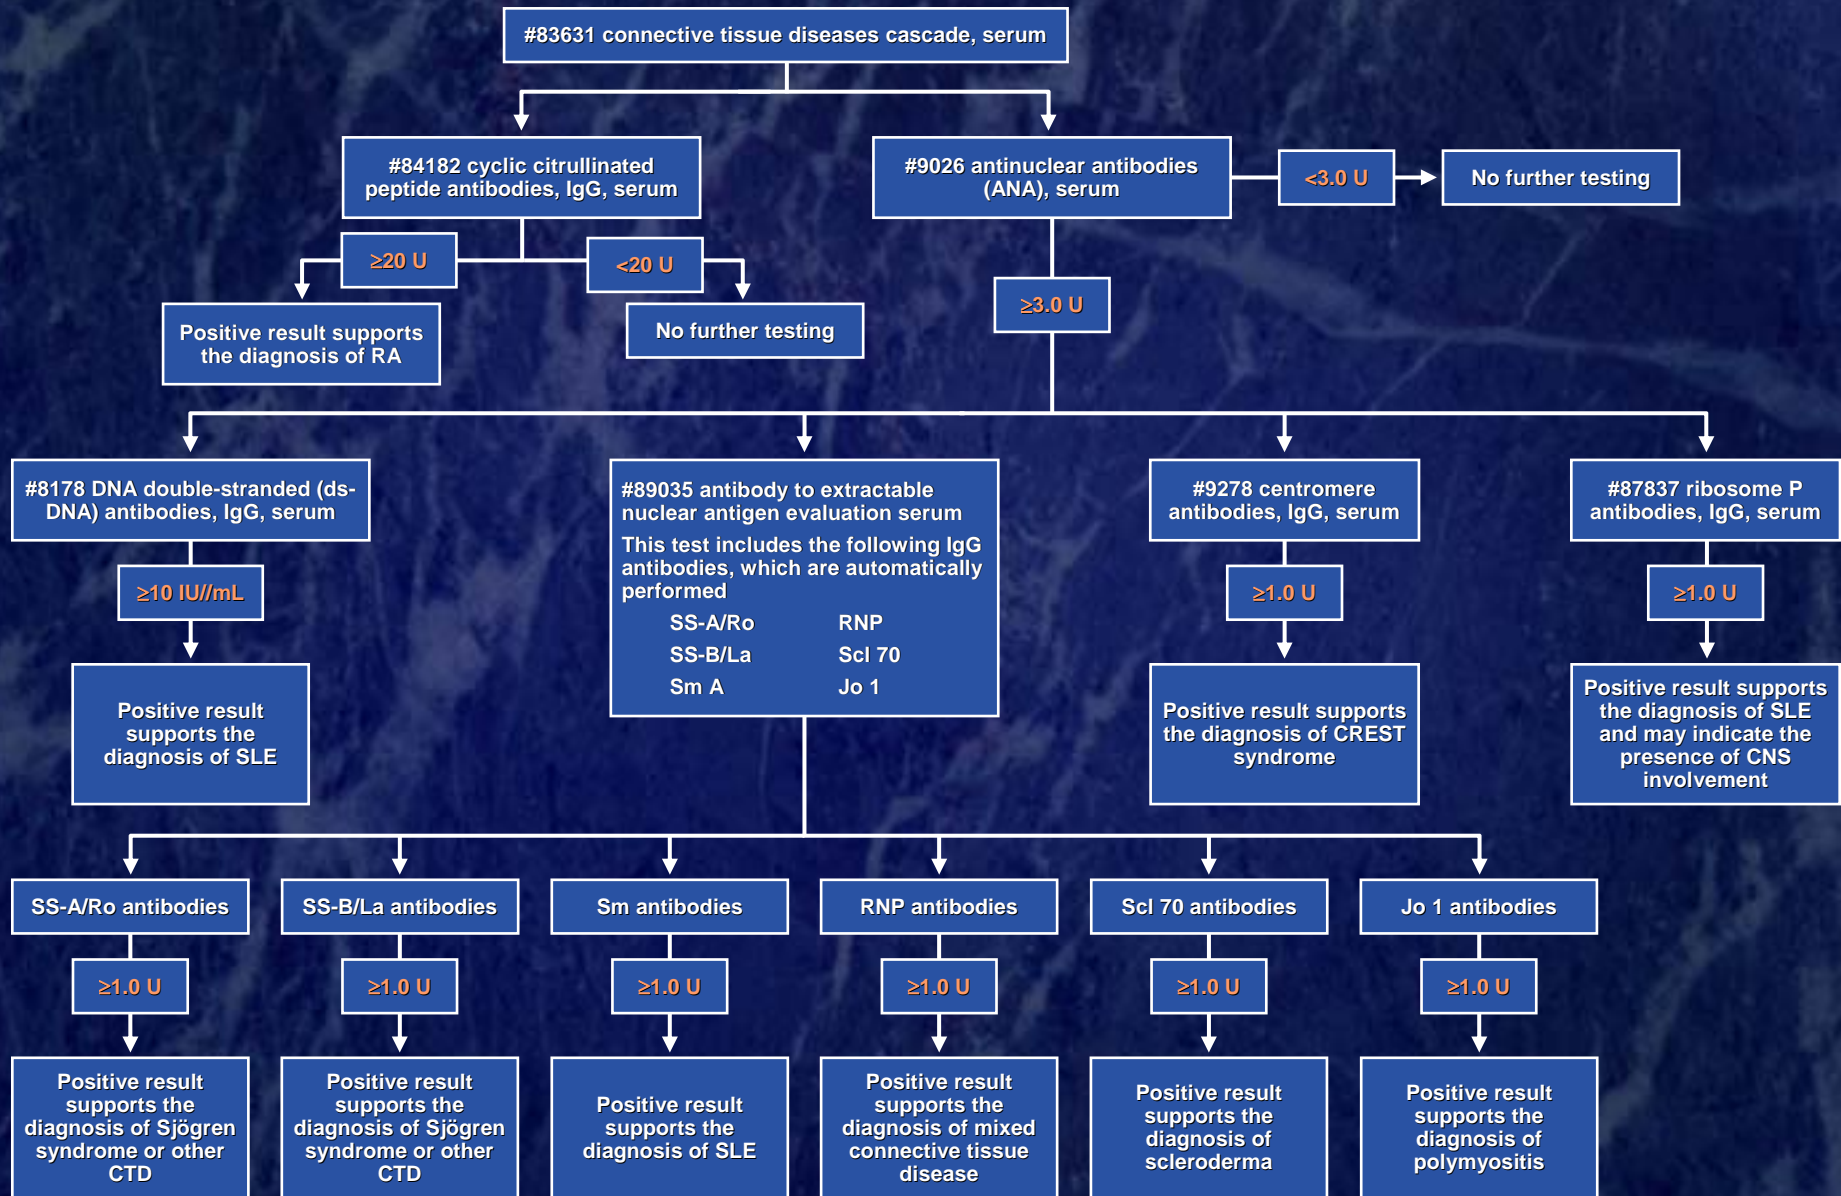 #83631 connective tissue diseases cascade, serum
#84182 cyclic citrullinated
peptide antibodies, IgG, serum
#9026 antinuclear antibodies
(ANA), serum
<3.0 U
No further testing
≥20 U
<20 U
≥3.0 U
Positive result supports
the diagnosis of RA
No further testing
#8178 DNA double-stranded (ds-
DNA) antibodies, IgG, serum
≥10 IU//mL
Positive result
supports the
diagnosis of SLE
#89035 antibody to extractable
nuclear antigen evaluation serum
This test includes the following IgG
antibodies, which are automatically
performed
SS-A/Ro RNP
SS-B/La Scl 70
Sm A Jo 1
#9278 centromere
antibodies, IgG, serum
≥1.0 U
Positive result supports
the diagnosis of CREST
syndrome
#87837 ribosome P
antibodies, IgG, serum
≥1.0 U
Positive result supports
the diagnosis of SLE
and may indicate the
presence of CNS
involvement
SS-A/Ro antibodies
≥1.0 U
Positive result
supports the
diagnosis of Sjögren
syndrome or other
CTD
SS-B/La antibodies
≥1.0 U
Positive result
supports the
diagnosis of Sjögren
syndrome or other
CTD
Sm antibodies
≥1.0 U
Positive result
supports the
diagnosis of SLE
RNP antibodies
≥1.0 U
Positive result
supports the
diagnosis of mixed
connective tissue
disease
Scl 70 antibodies
≥1.0 U
Positive result
supports the
diagnosis of
scleroderma
Jo 1 antibodies
≥1.0 U
Positive result
supports the
diagnosis of
polymyositis